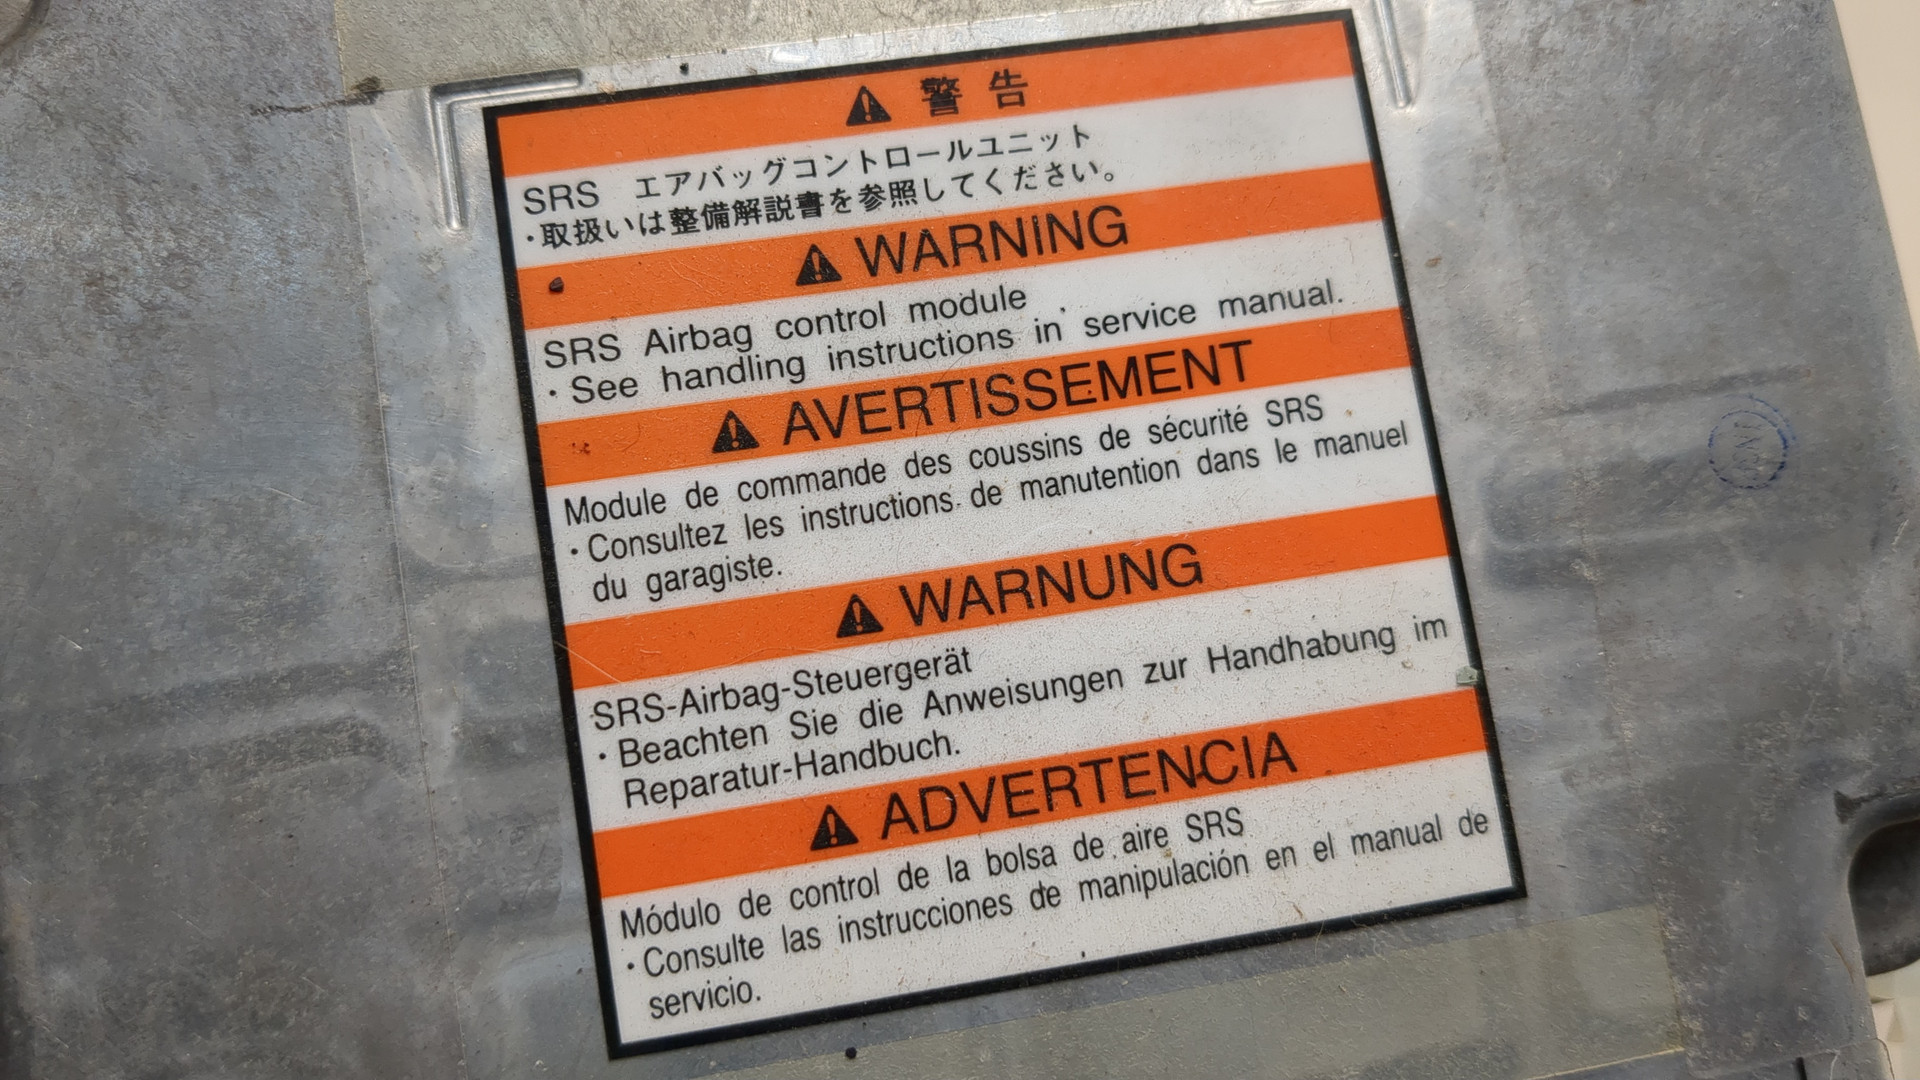 ⚠ 警告
SRS エアバッグコントロールユニット
・取扱いは整備解説書を参照してください。
⚠ WARNING
SRS Airbag control module
・See handling instructions in service manual.
⚠ AVERTISSEMENT
Module de commande des coussins de sécurité SRS
・Consultez les instructions de manutention dans le manuel
du garagiste.
⚠ WARNUNG
SRS-Airbag-Steuergerät
・Beachten Sie die Anweisungen zur Handhabung im
Reparatur-Handbuch.
⚠ ADVERTENCIA
Módulo de control de la bolsa de aire SRS
・Consulte las instrucciones de manipulación en el manual de
servicio.